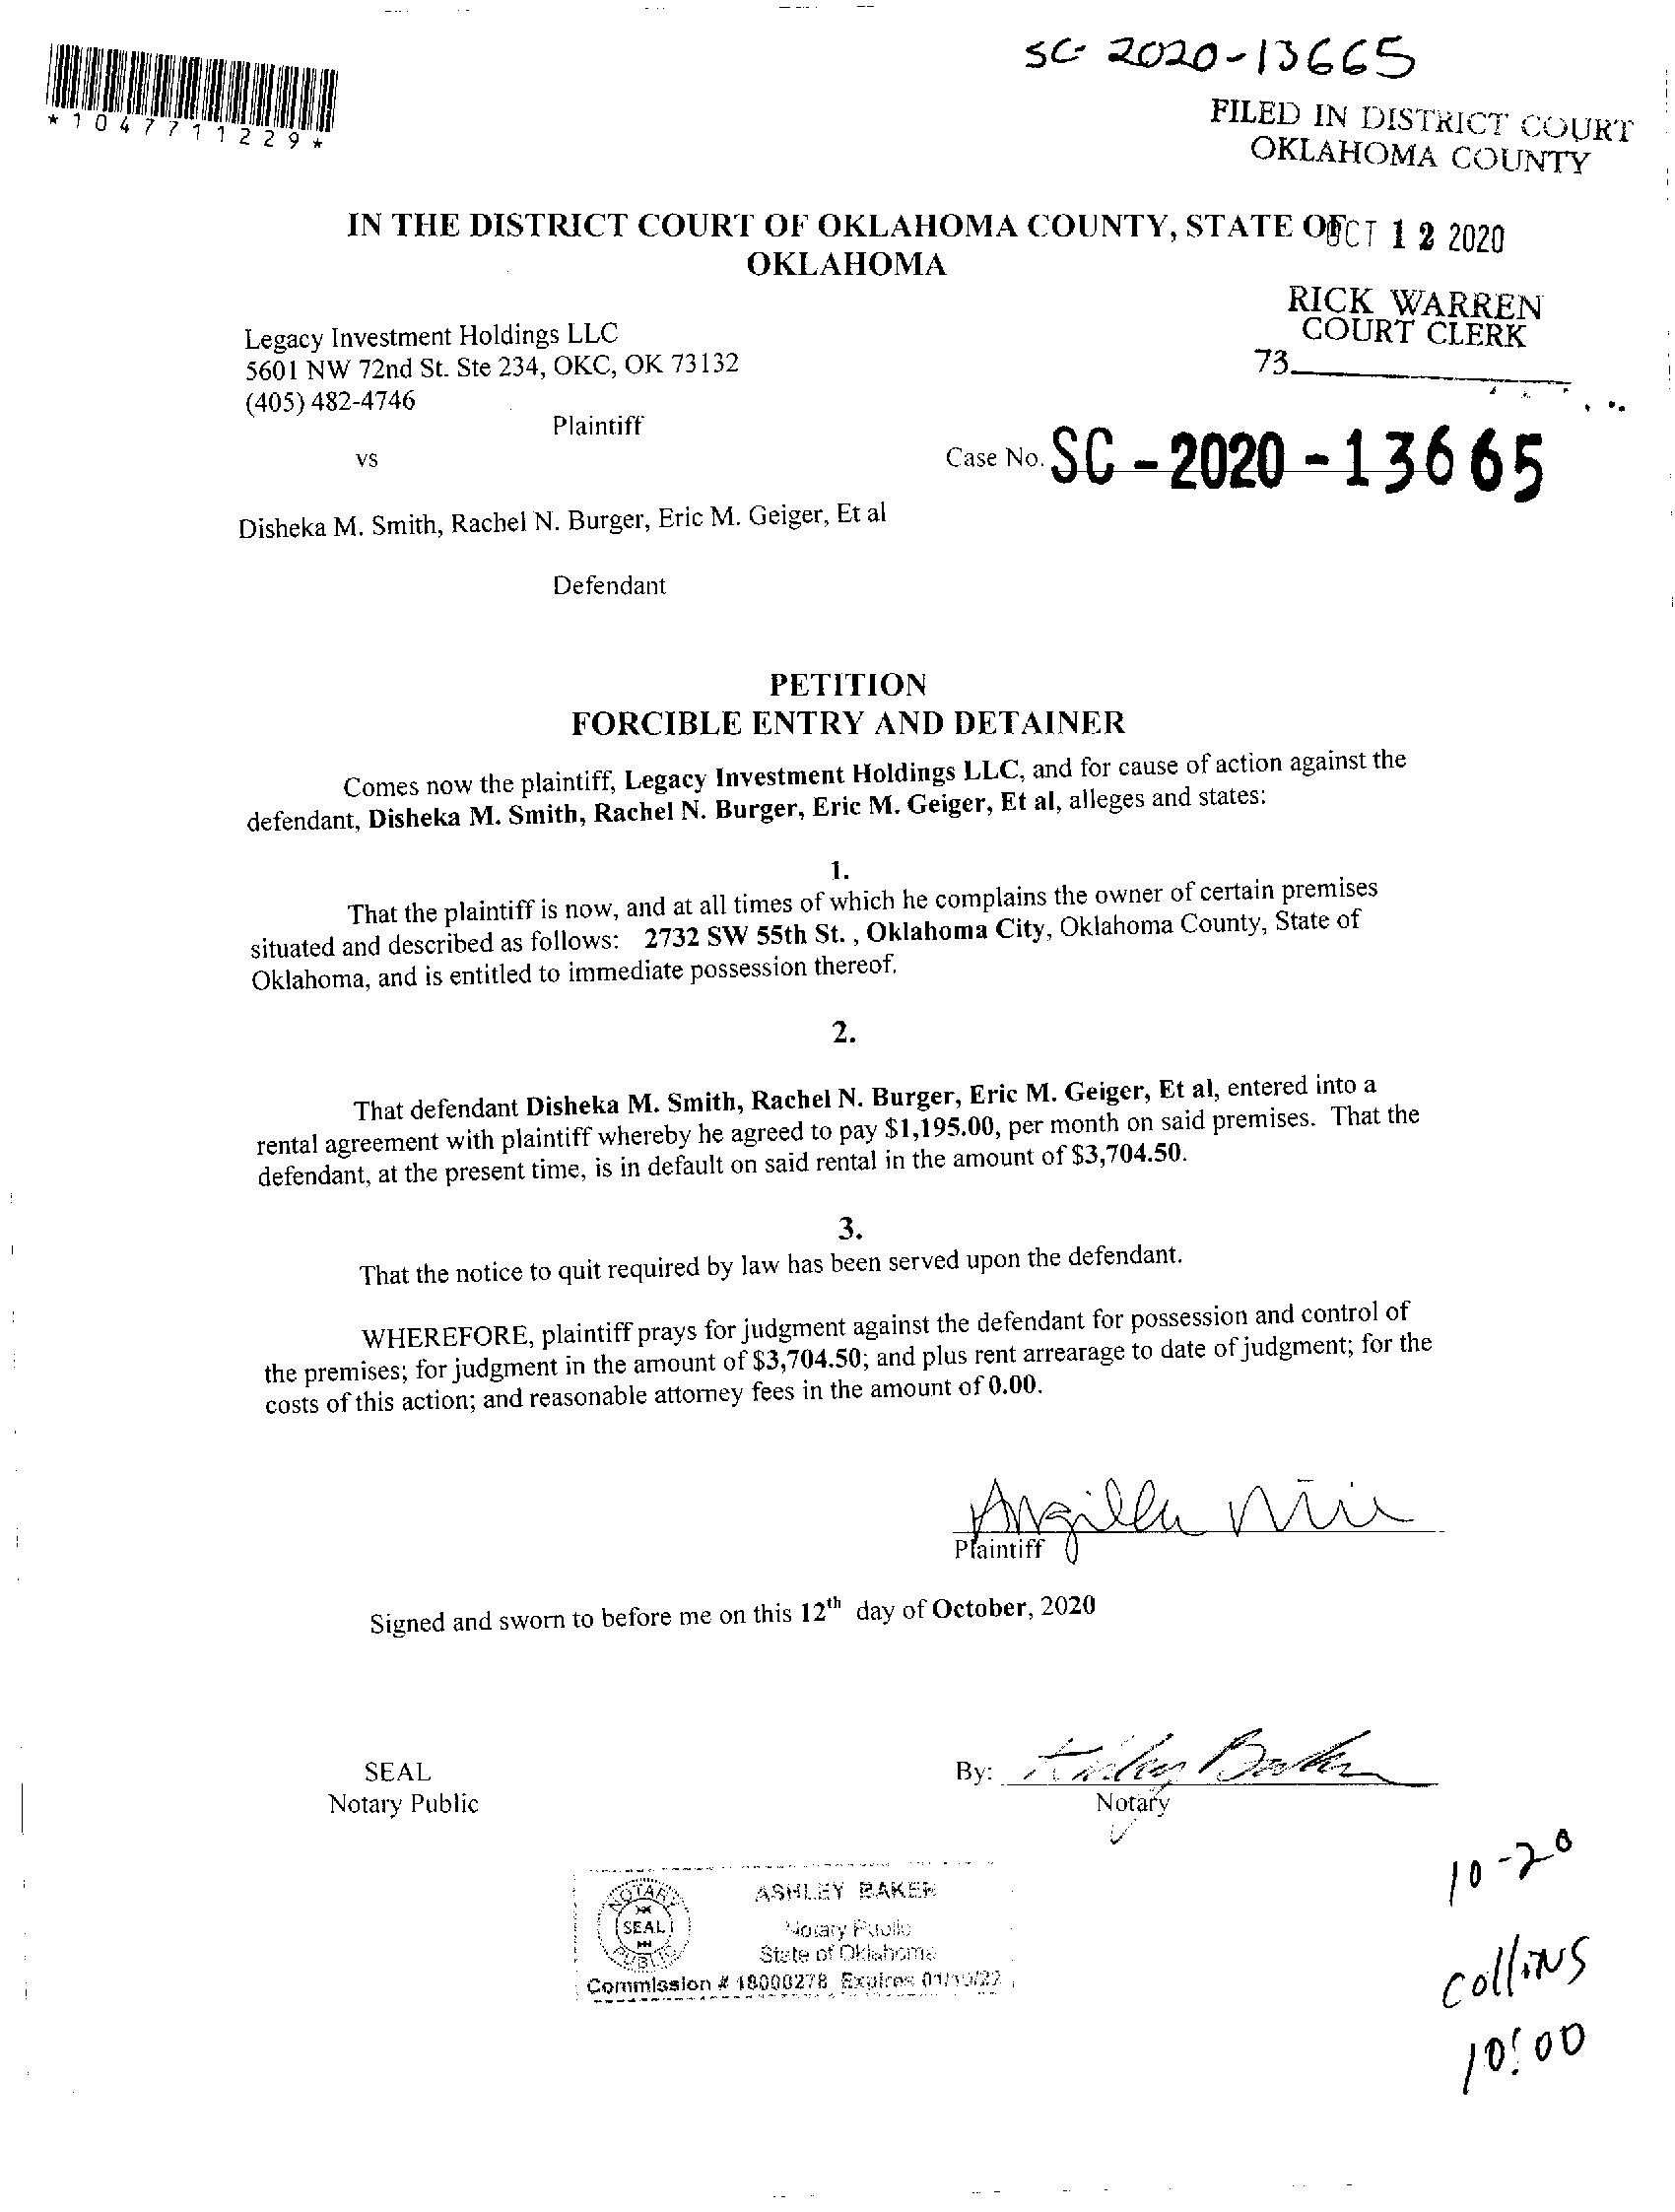 SC 2020-13665
*1047711229*
FILED IN DISTRICT COURT
OKLAHOMA COUNTY
IN THE DISTRICT COURT OF OKLAHOMA COUNTY, STATE OF
OCT 12 2020
OKLAHOMA
RICK WARREN
COURT CLERK
73
Legacy Investment Holdings LLC
5601 NW 72nd St. Ste 234, OKC, OK 73132
(405) 482-4746
Plaintiff
vs
Case No. SC-2020-13665
Disheka M. Smith, Rachel N. Burger, Eric M. Geiger, Et al
Defendant
PETITION
FORCIBLE ENTRY AND DETAINER
Comes now the plaintiff, Legacy Investment Holdings LLC, and for cause of action against the
defendant, Disheka M. Smith, Rachel N. Burger, Eric M. Geiger, Et al, alleges and states:
1.
That the plaintiff is now, and at all times of which he complains the owner of certain premises
situated and described as follows: 2732 SW 55th St. , Oklahoma City, Oklahoma County, State of
Oklahoma, and is entitled to immediate possession thereof.
2.
That defendant Disheka M. Smith, Rachel N. Burger, Eric M. Geiger, Et al, entered into a
rental agreement with plaintiff whereby he agreed to pay $1,195.00, per month on said premises. That the
defendant, at the present time, is in default on said rental in the amount of $3,704.50.
3.
That the notice to quit required by law has been served upon the defendant.
WHEREFORE, plaintiff prays for judgment against the defendant for possession and control of
the premises; for judgment in the amount of $3,704.50; and plus rent arrearage to date of judgment; for the
costs of this action; and reasonable attorney fees in the amount of 0.00.
Plaintiff
Signed and sworn to before me on this 12th day of October, 2020
SEAL
Notary Public
By:
Notary
10-20
Collins
10:00
NOTARY
SEAL
PUBLIC
ASHLEY BAKER
Notary Public
State of Oklahoma
Commission # 18000278 Expires